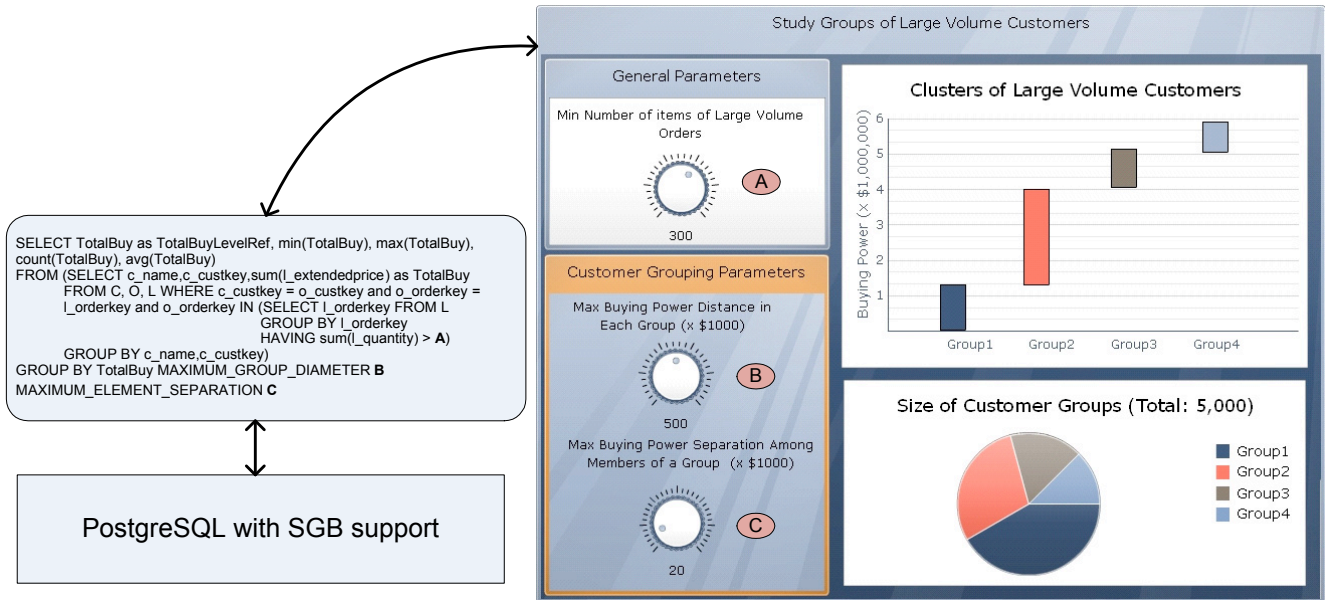 SELECT TotalBuy as TotalBuyLevelRef, min(TotalBuy), max(TotalBuy),
count(TotalBuy), avg(TotalBuy)
FROM (SELECT c_name,c_custkey,sum(l_extendedprice) as TotalBuy
FROM C, O, L WHERE c_custkey = o_custkey and o_orderkey =
l_orderkey and o_orderkey IN (SELECT l_orderkey FROM L
GROUP BY l_orderkey
HAVING sum(l_quantity) > A)
GROUP BY c_name,c_custkey)
GROUP BY TotalBuy MAXIMUM_GROUP_DIAMETER B
MAXIMUM_ELEMENT_SEPARATION C
PostgreSQL with SGB support
Study Groups of Large Volume Customers
General Parameters
Min Number of items of Large Volume
Orders
A
300
Customer Grouping Parameters
Max Buying Power Distance in
Each Group (x $1000)
B
500
Max Buying Power Separation Among
Members of a Group (x $1000)
C
20
Clusters of Large Volume Customers
Buying Power (x $1,000,000)
6
5
4
3
2
1
Group1 Group2 Group3 Group4
Size of Customer Groups (Total: 5,000)
Group1
Group2
Group3
Group4